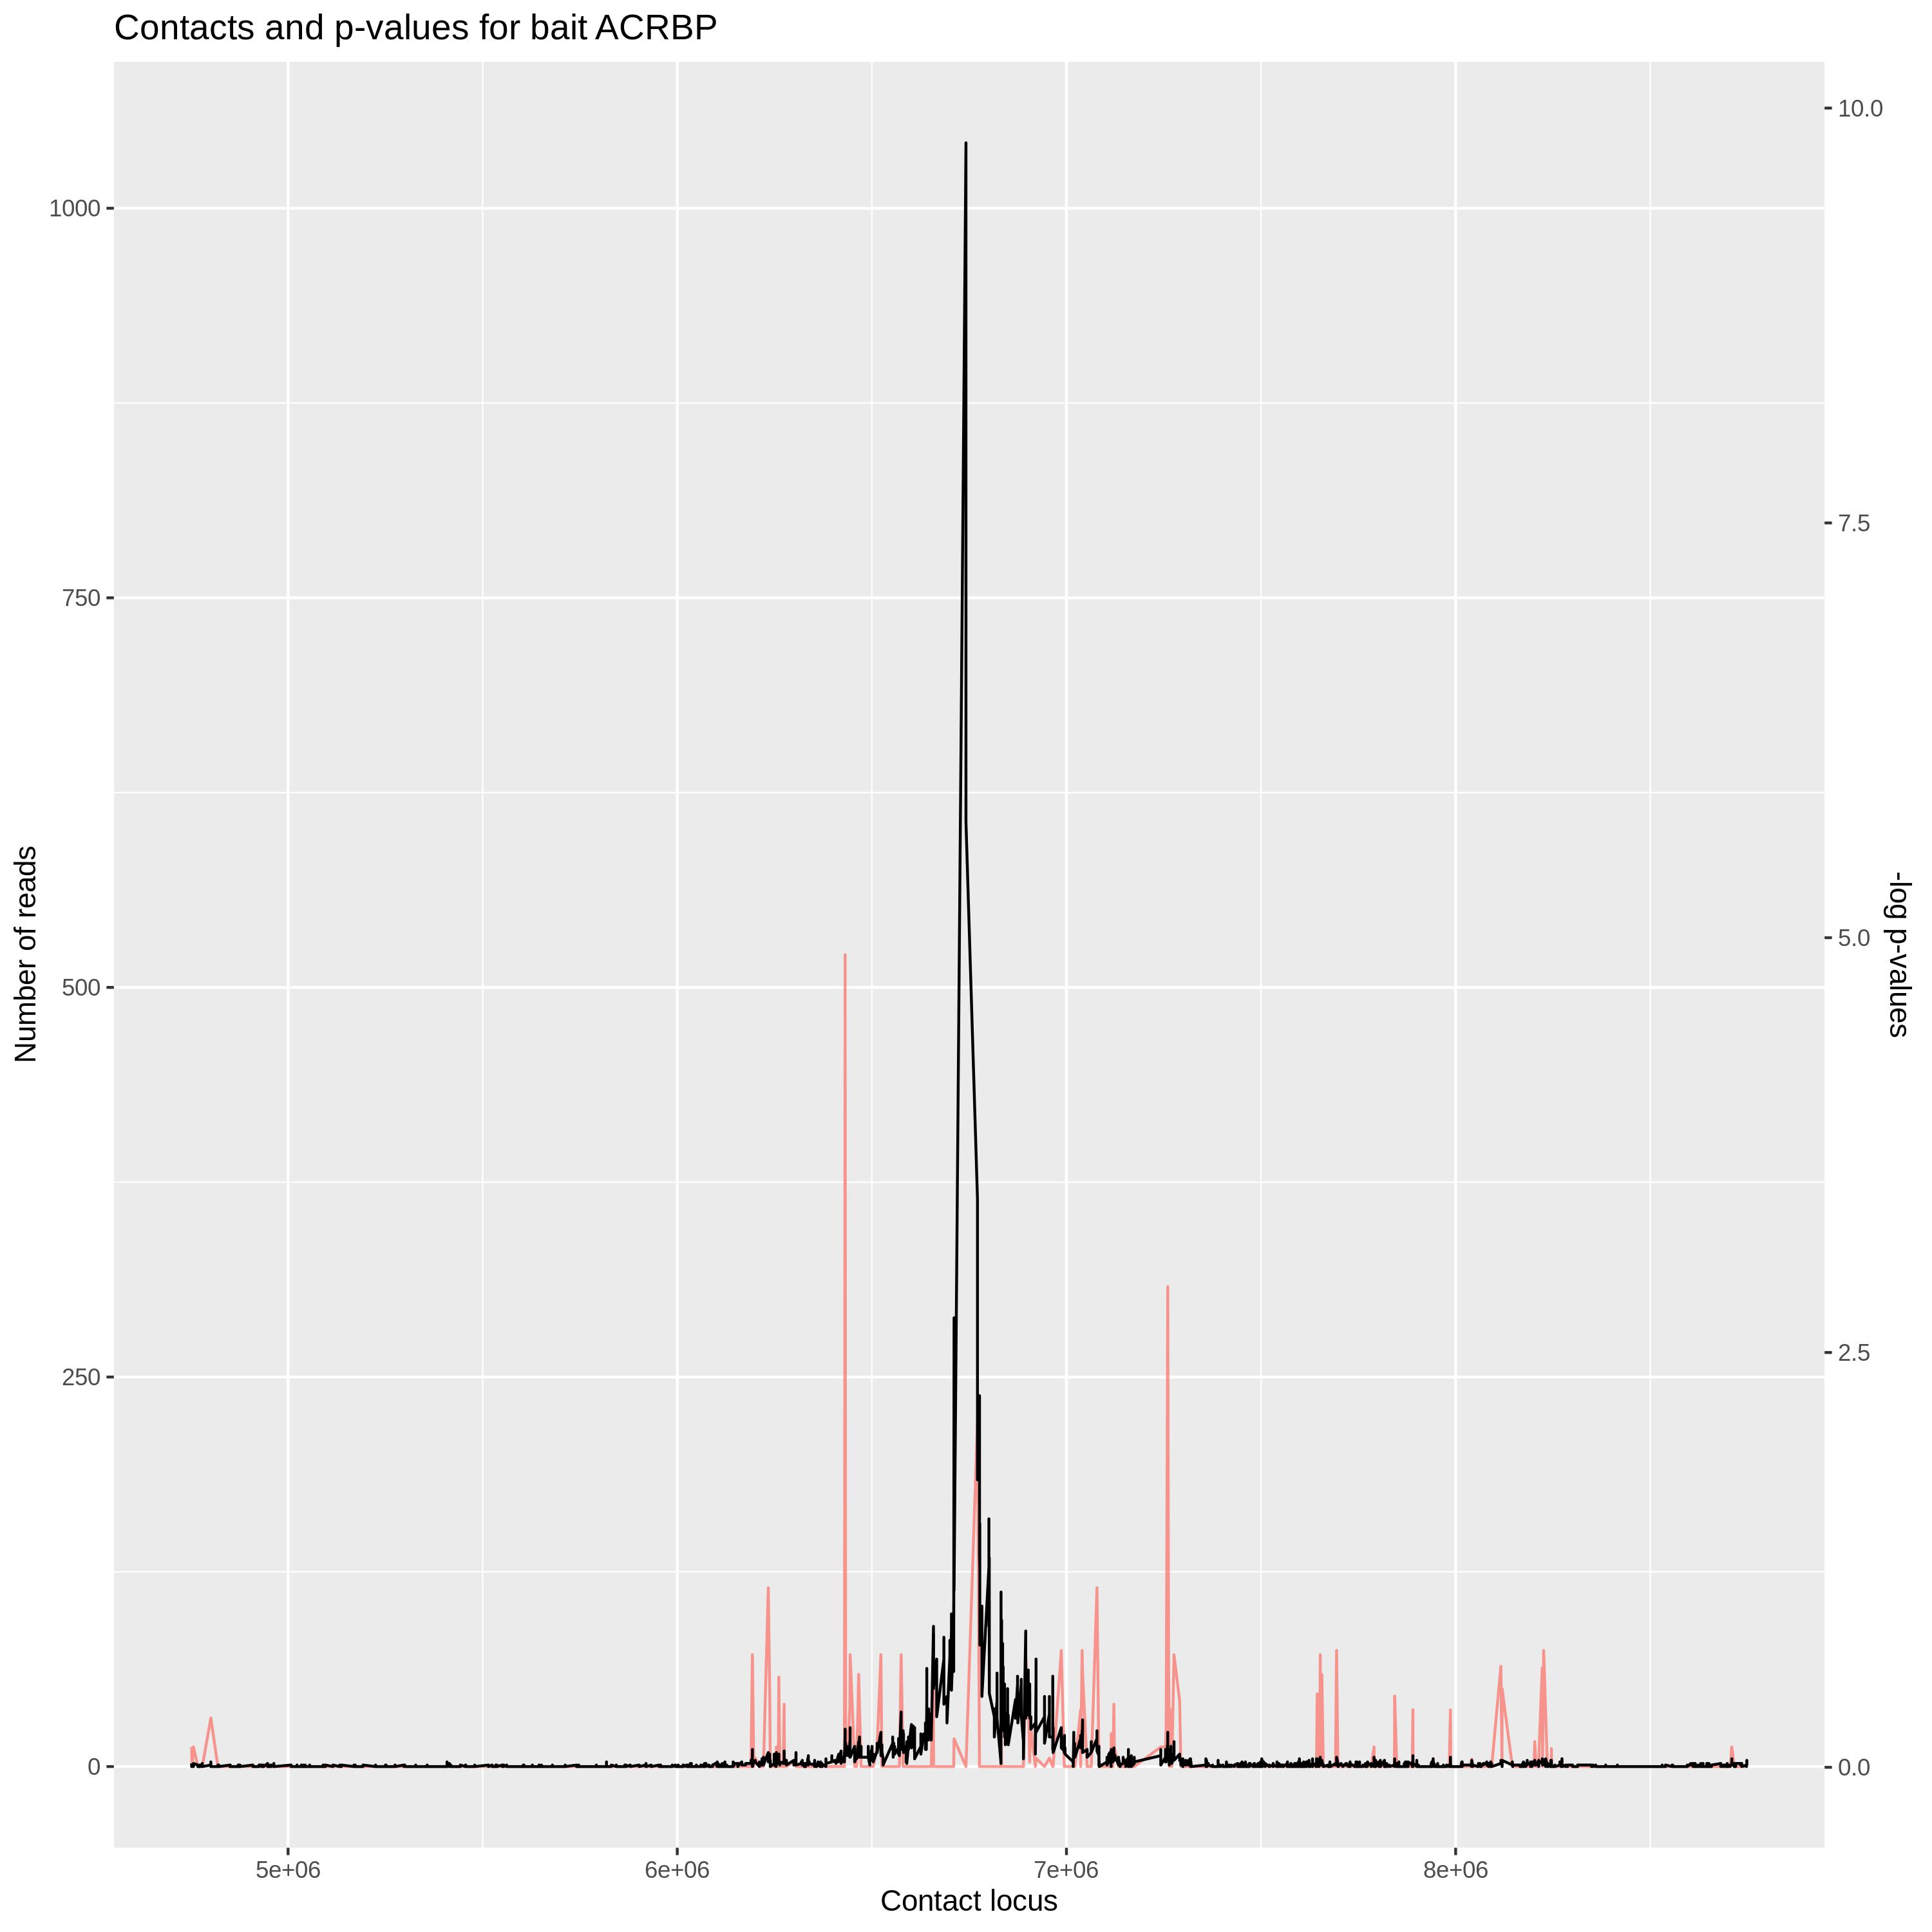 Contacts and p-values for bait ACRBP
1000
750
500
250
0
Number of reads
10.0
7.5
5.0
2.5
0.0
-log p-values
5e+06
6e+06
7e+06
8e+06
Contact locus